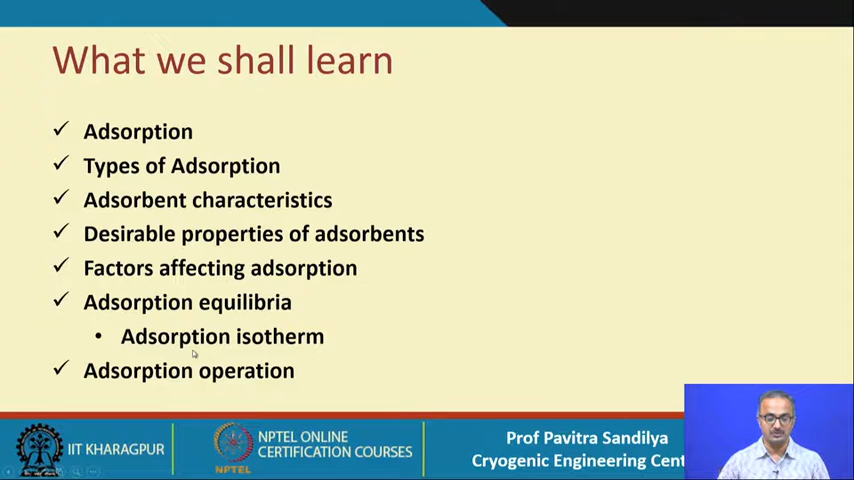 What we shall learn
✓ Adsorption
✓ Types of Adsorption
✓ Adsorbent characteristics
✓ Desirable properties of adsorbents
✓ Factors affecting adsorption
✓ Adsorption equilibria
• Adsorption isotherm
✓ Adsorption operation
IIT KHARAGPUR
NPTEL
NPTEL ONLINE
CERTIFICATION COURSES
Prof Pavitra Sandilya
Cryogenic Engineering Cent